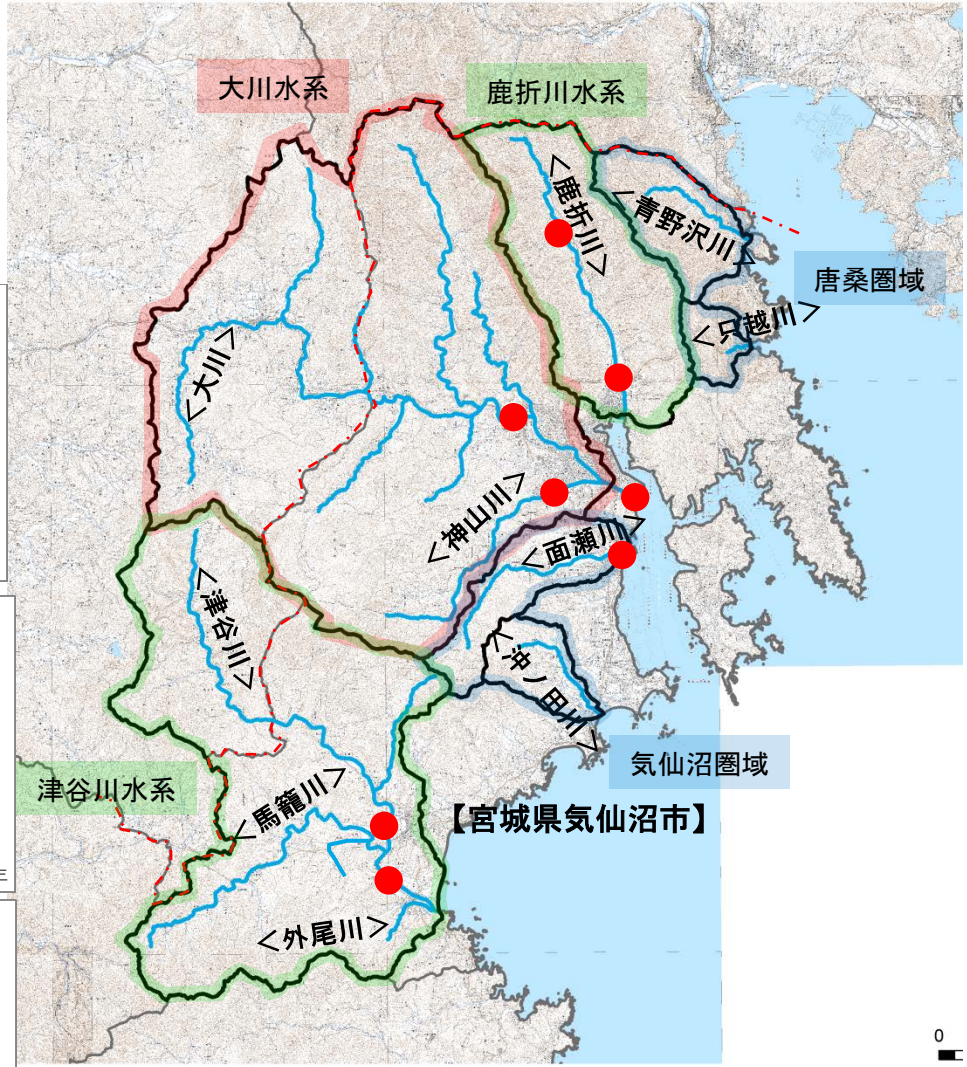 大川水系
鹿折川水系
<鹿折川>
<青野沢川>
唐桑圏域
<只越川>
<大川>
<神山川>
<面瀬川>
<津谷川>
<沖ノ田川>
気仙沼圏域
津谷川水系
<馬籠川>
【宮城県気仙沼市】
<外尾川>
0